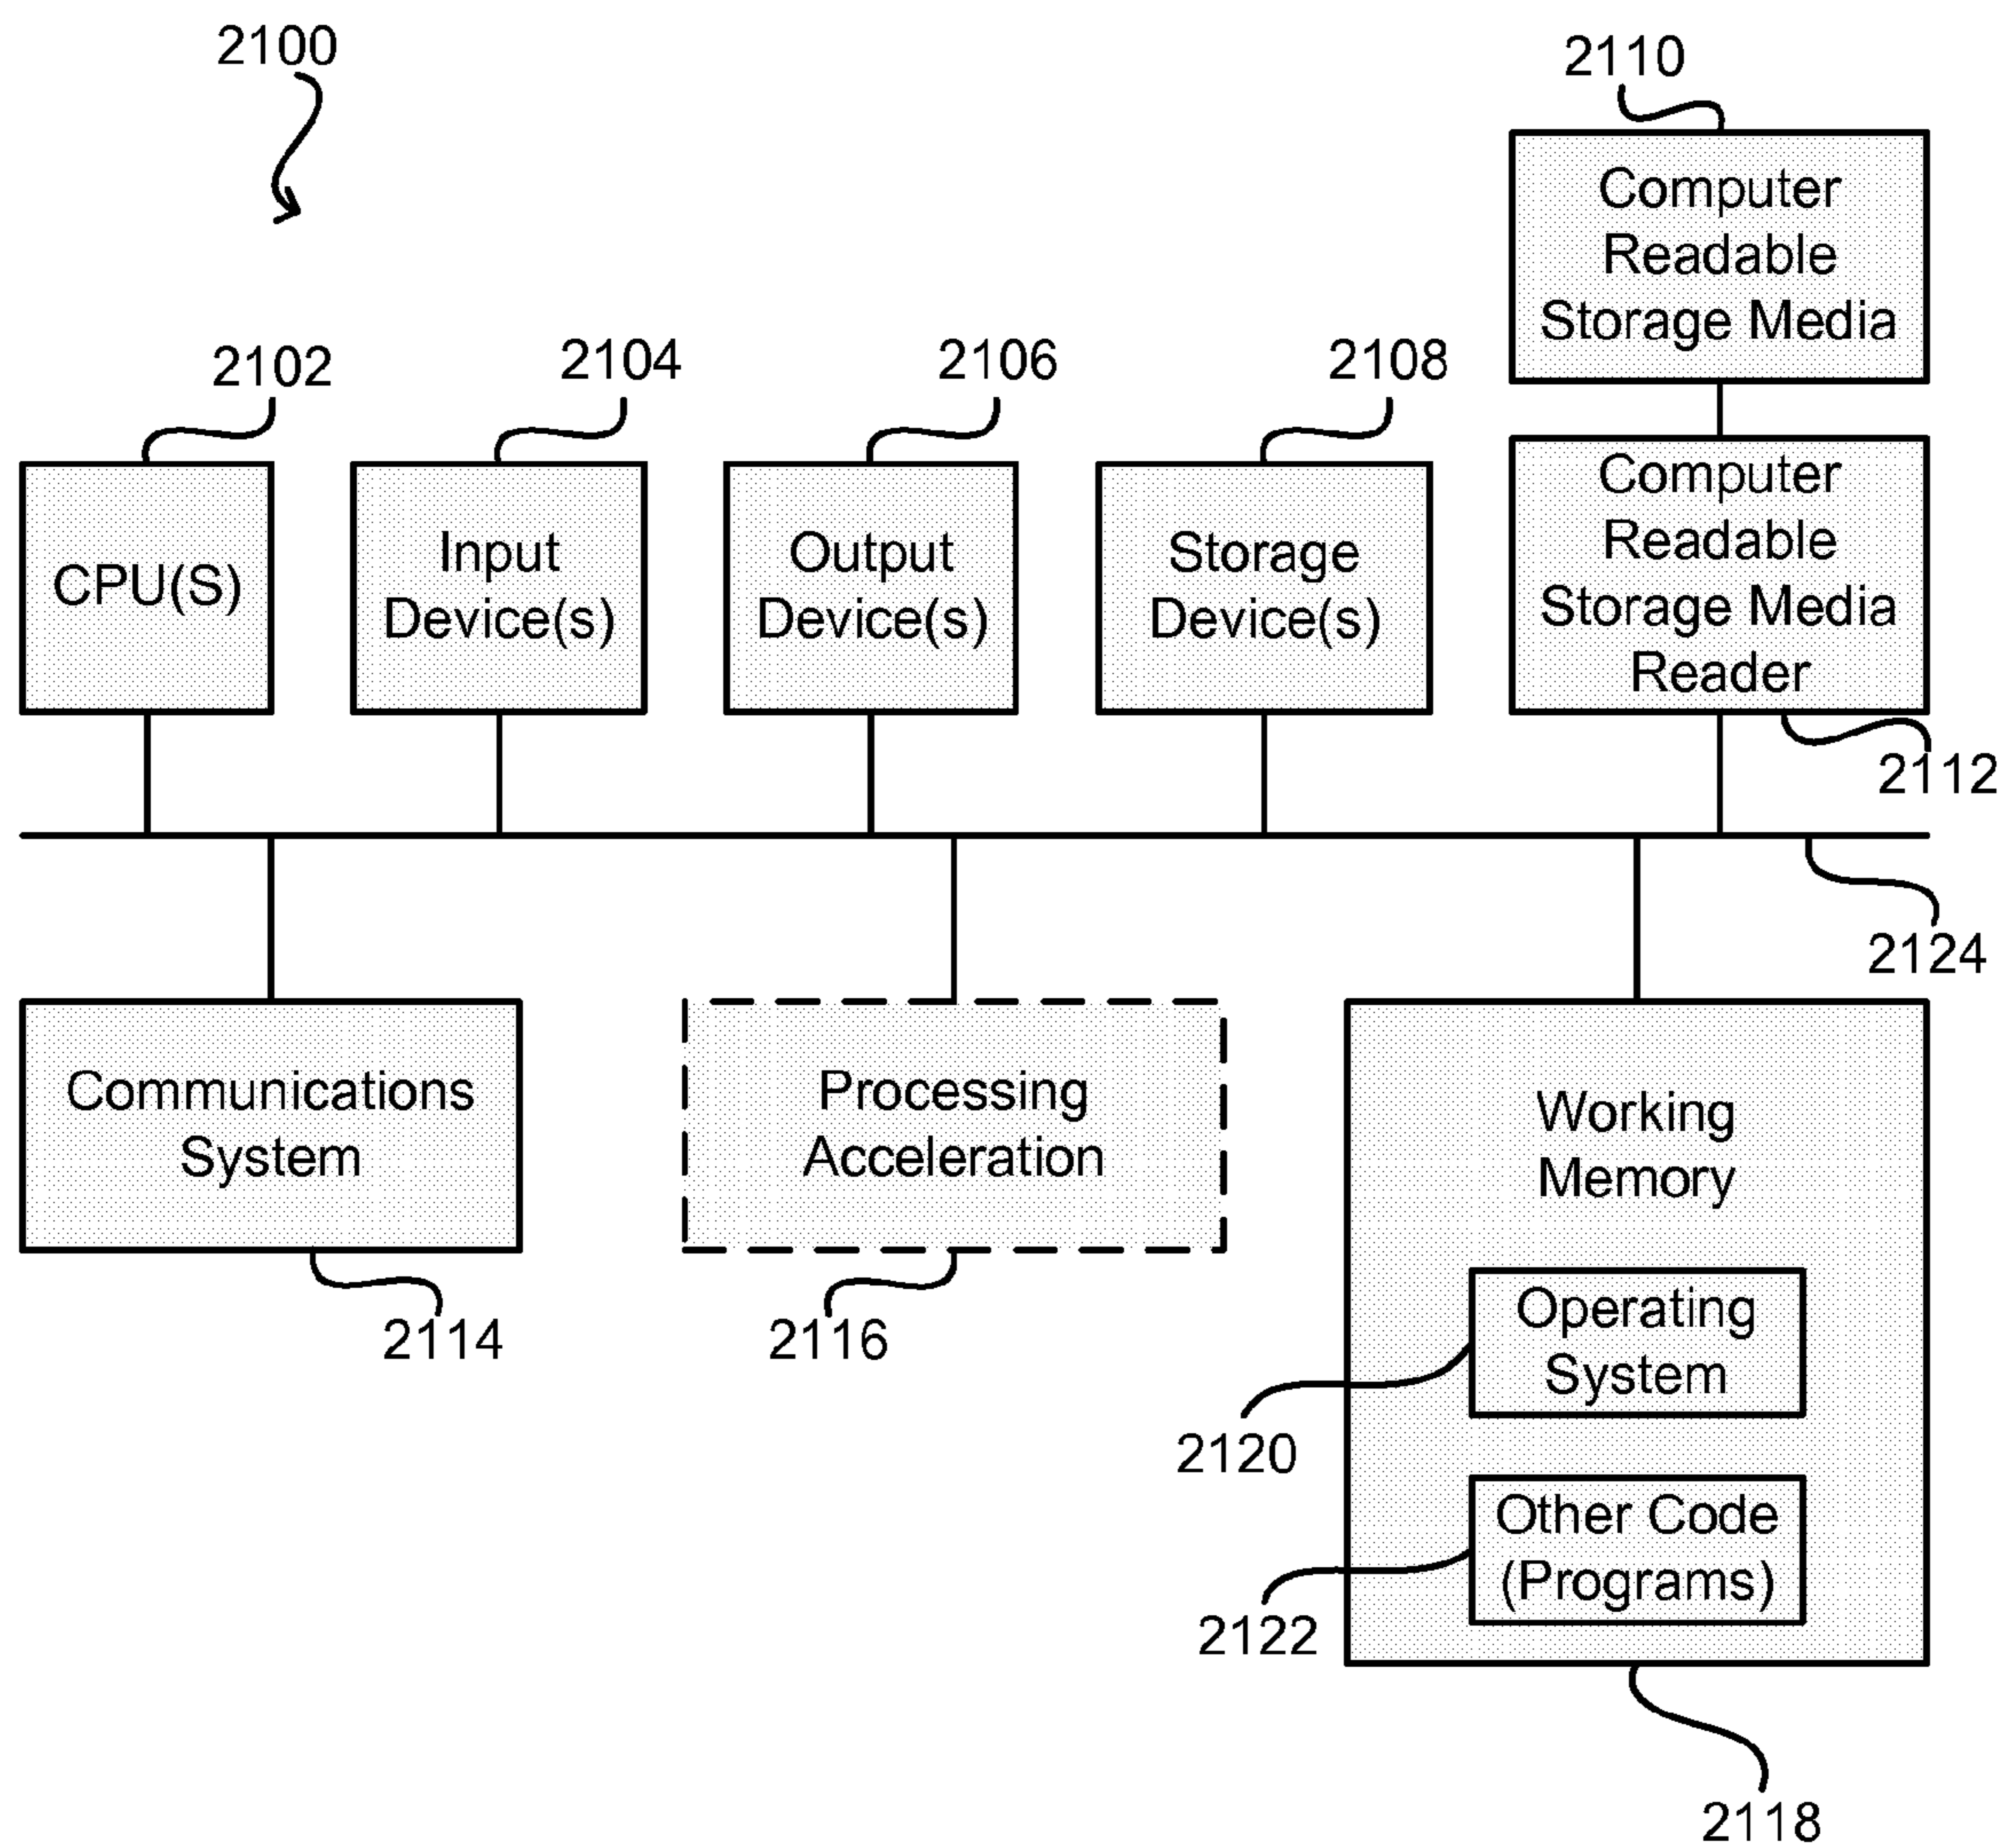 2100
2110
Computer
Readable
Storage Media
2102
2104
2106
2108
CPU(S)
Input
Device(s)
Output
Device(s)
Storage
Device(s)
Computer
Readable
Storage Media
Reader
2112
2124
Communications
System
2114
Processing
Acceleration
2116
Working
Memory
Operating
System
2120
Other Code
(Programs)
2122
2118